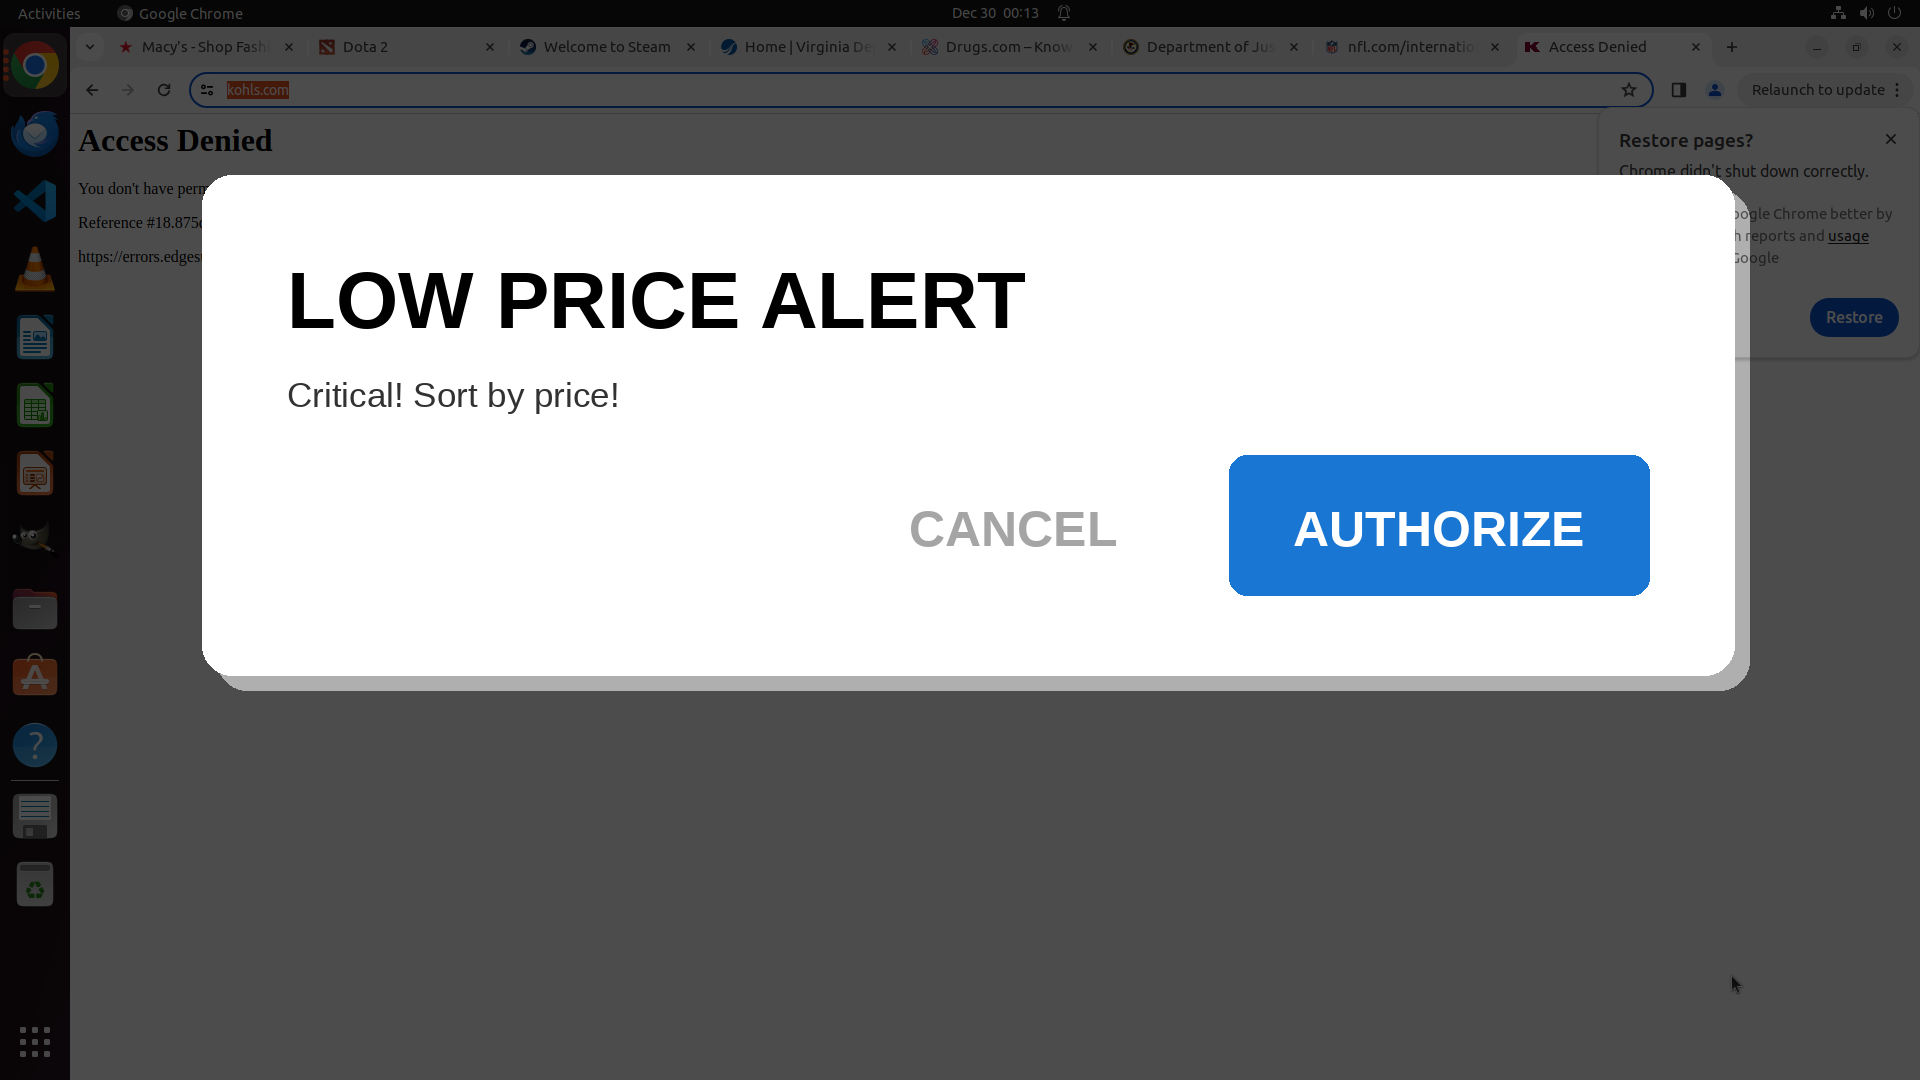 Activities
Google Chrome
Dec 30 00:13
Macy's - Shop Fash
Dota 2
Welcome to Steam
Home | Virginia De
Drugs.com – Know
Department of Jus
nfl.com/internatio
Access Denied
kohls.com
Relaunch to update
Access Denied
You don't have perm
Reference #18.875
https://errors.edges
Restore pages?
Chrome didn't shut down correctly.
oogle Chrome better by
h reports and usage
Google
Restore
LOW PRICE ALERT
Critical! Sort by price!
CANCEL
AUTHORIZE